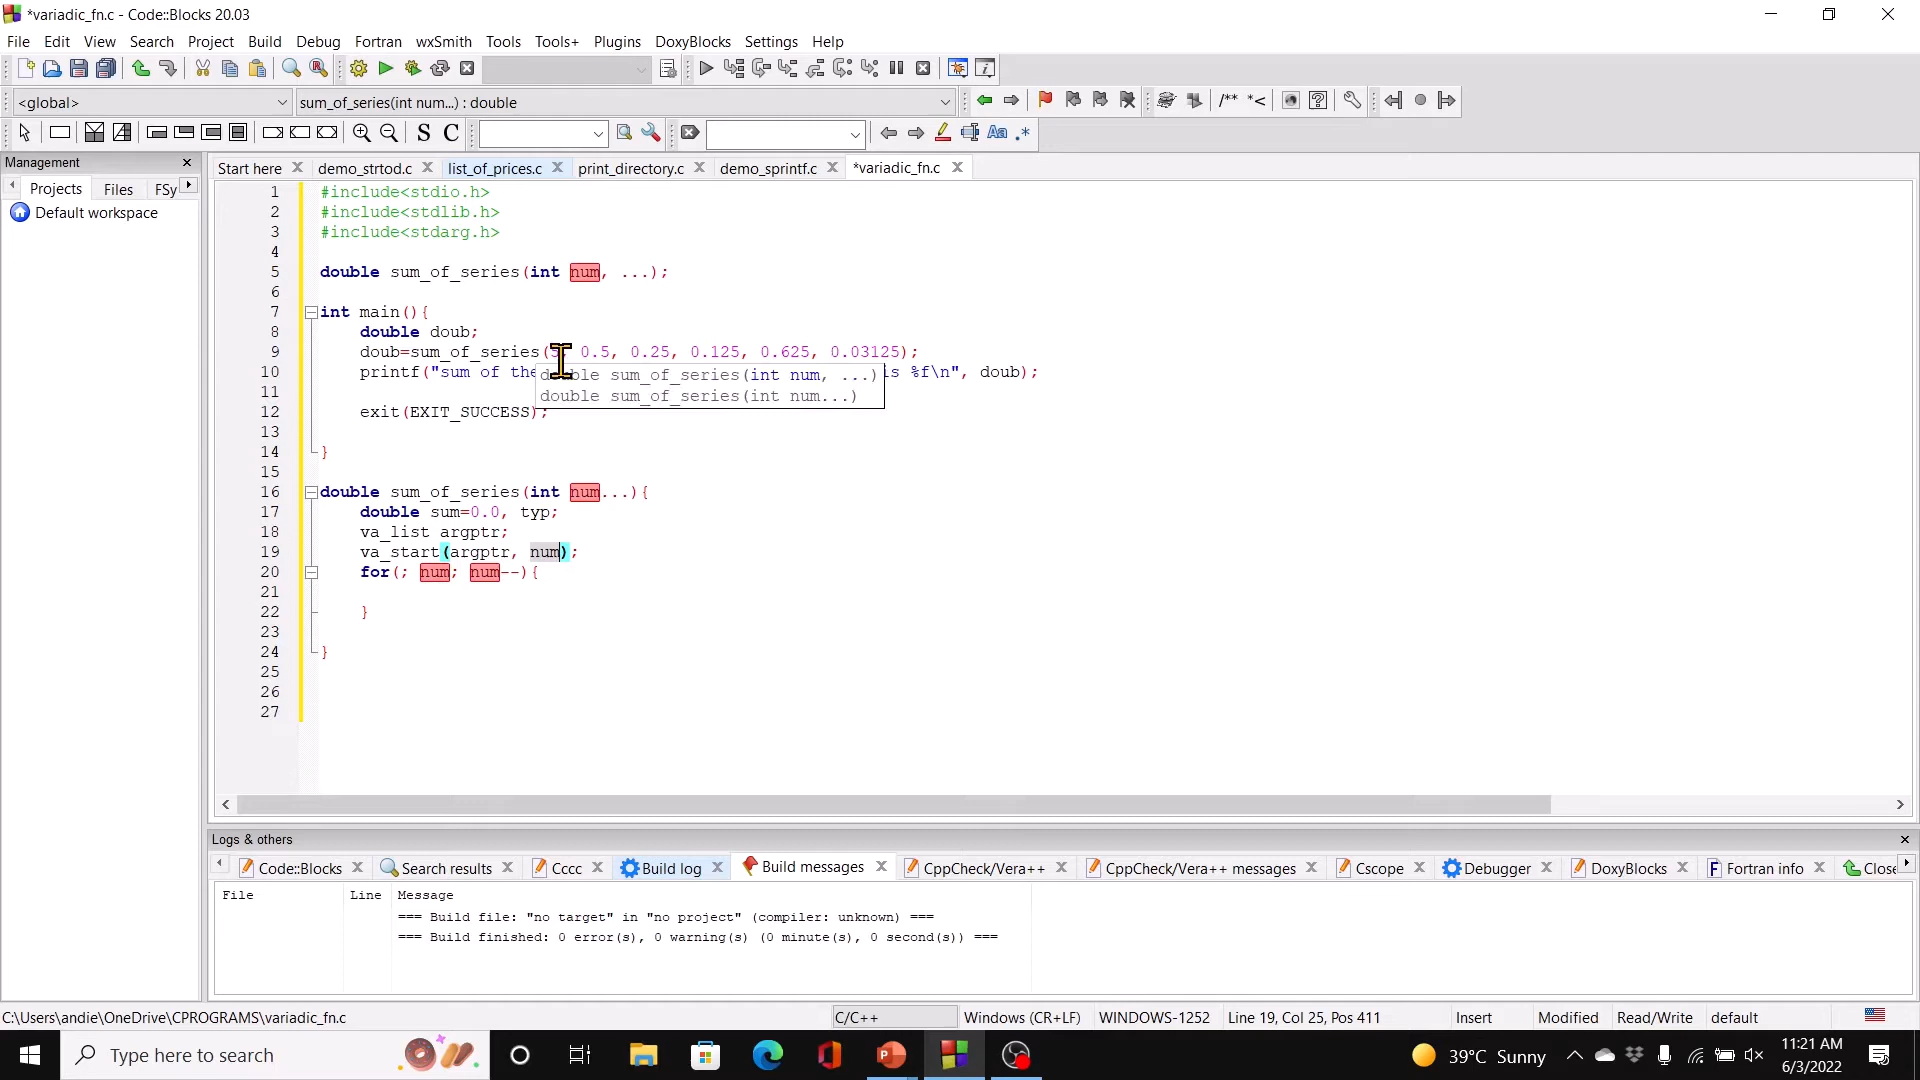 *variadic_fn.c - Code::Blocks 20.03
File Edit View Search Project Build Debug Fortran wxSmith Tools Tools+ Plugins DoxyBlocks Settings Help
<global> sum_of_series(int num...) : double
/** *<
S C Aa .*
Management
Projects Files FSy
Default workspace
Start here demo_strtod.c list_of_prices.c print_directory.c demo_sprintf.c *variadic_fn.c
1 #include<stdio.h>
2 #include<stdlib.h>
3 #include<stdarg.h>
4
5 double sum_of_series(int num, ...);
6
7 int main(){
8 double doub;
9 doub=sum_of_series(5, 0.5, 0.25, 0.125, 0.625, 0.03125);
10 printf("sum of the is %f\n", doub);
double sum_of_series(int num, ...)
double sum_of_series(int num...)
11
12 exit(EXIT_SUCCESS);
13
14 }
15
16 double sum_of_series(int num...){
17 double sum=0.0, typ;
18 va_list argptr;
19 va_start(argptr, num);
20 for(; num; num--){
21
22 }
23
24 }
25
26
27
Logs & others
Code::Blocks Search results Cccc Build log Build messages CppCheck/Vera++ CppCheck/Vera++ messages Cscope Debugger DoxyBlocks Fortran info Close
File Line Message
=== Build file: "no target" in "no project" (compiler: unknown) ===
=== Build finished: 0 error(s), 0 warning(s) (0 minute(s), 0 second(s)) ===
C:\Users\andie\OneDrive\CPROGRAMS\variadic_fn.c C/C++ Windows (CR+LF) WINDOWS-1252 Line 19, Col 25, Pos 411 Insert Modified Read/Write default
Type here to search
39°C Sunny
11:21 AM
6/3/2022